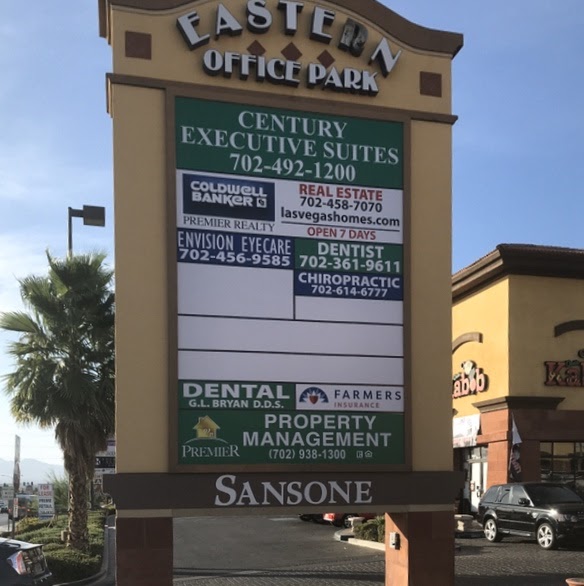 EASTERN
OFFICE PARK
CENTURY
EXECUTIVE SUITES
702-492-1200
COLDWELL
BANKER
PREMIER REALTY
REAL ESTATE
702-458-7070
lasvegashomes.com
OPEN 7 DAYS
ENVISION EYECARE
702-456-9585
DENTIST
702-361-9611
CHIROPRACTIC
702-614-6777
DENTAL
G.L. BRYAN D.D.S.
FARMERS
INSURANCE
PREMIER
PROPERTY
MANAGEMENT
(702) 938-1300
SANSONE